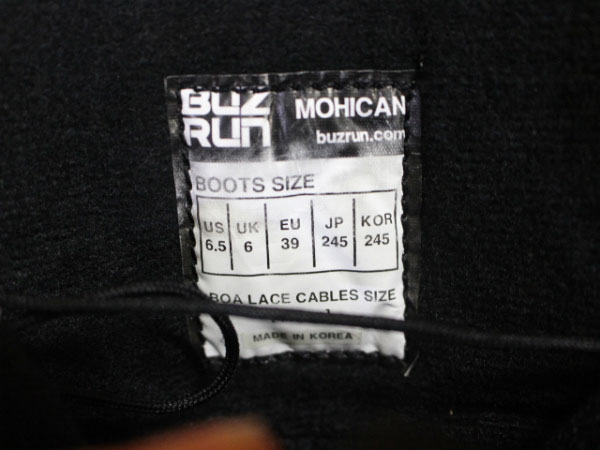 BUZ RUN
MOHICAN
buzrun.com
BOOTS SIZE
US UK EU JP KOR
6.5 6 39 245 245
BOA LACE CABLES SIZE
MADE IN KOREA